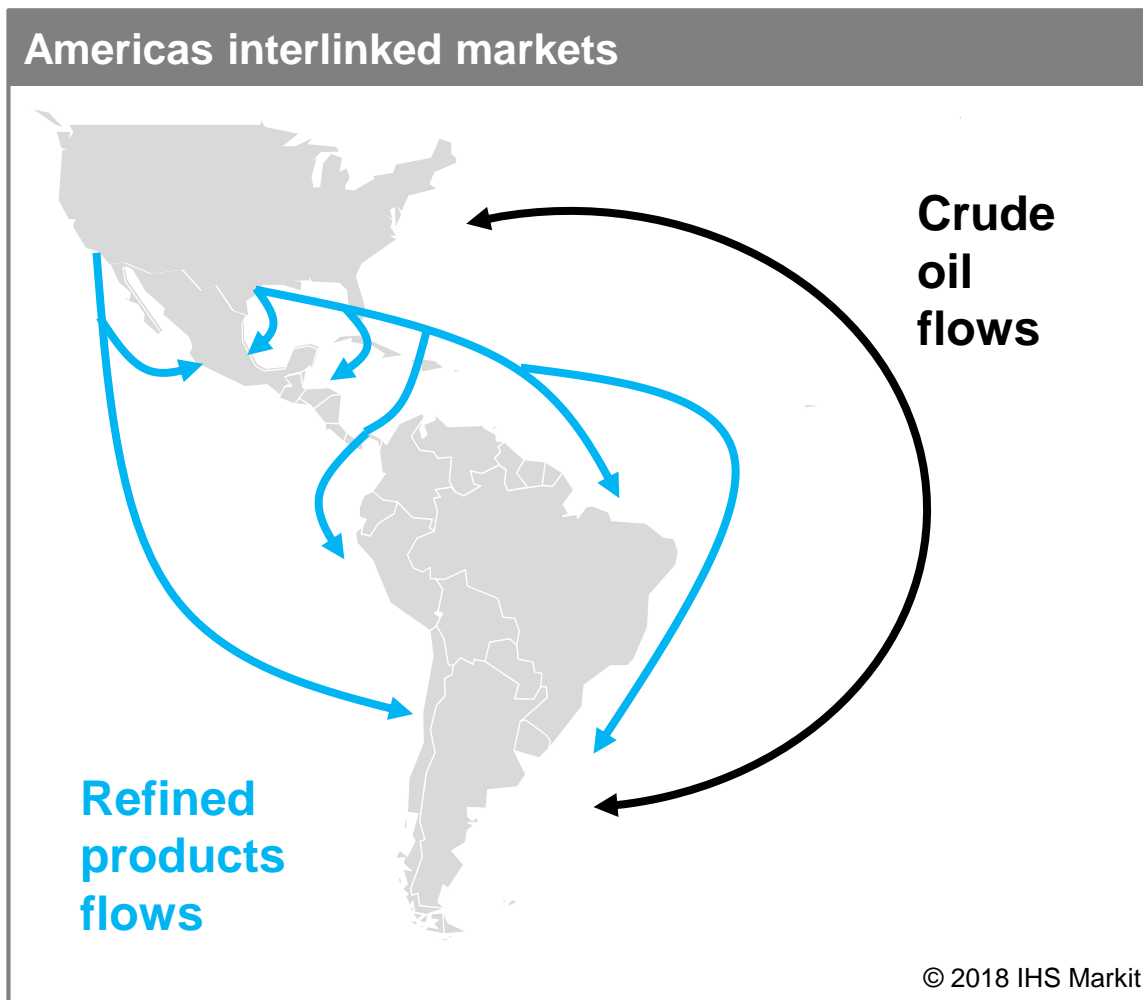 Americas interlinked markets
Crude
oil
flows
Refined
products
flows
© 2018 IHS Markit